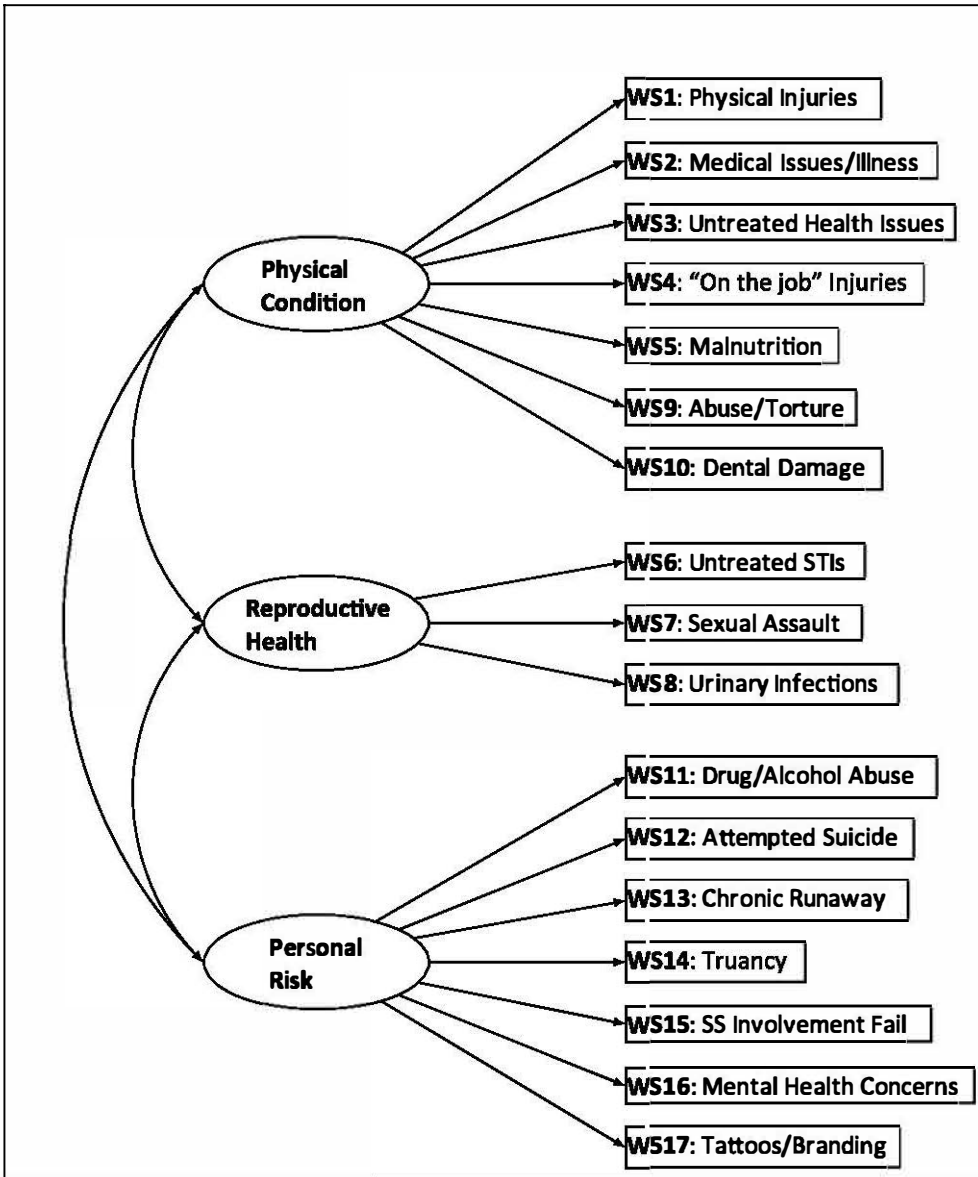 WS1: Physical Injuries
WS2: Medical Issues/Illness
WS3: Untreated Health Issues
Physical
Condition
WS4: “On the job” Injuries
WS5: Malnutrition
WS9: Abuse/Torture
WS10: Dental Damage
WS6: Untreated STIs
Reproductive
Health
WS7: Sexual Assault
WS8: Urinary Infections
WS11: Drug/Alcohol Abuse
WS12: Attempted Suicide
WS13: Chronic Runaway
Personal
Risk
WS14: Truancy
WS15: SS Involvement Fail
WS16: Mental Health Concerns
WS17: Tattoos/Branding